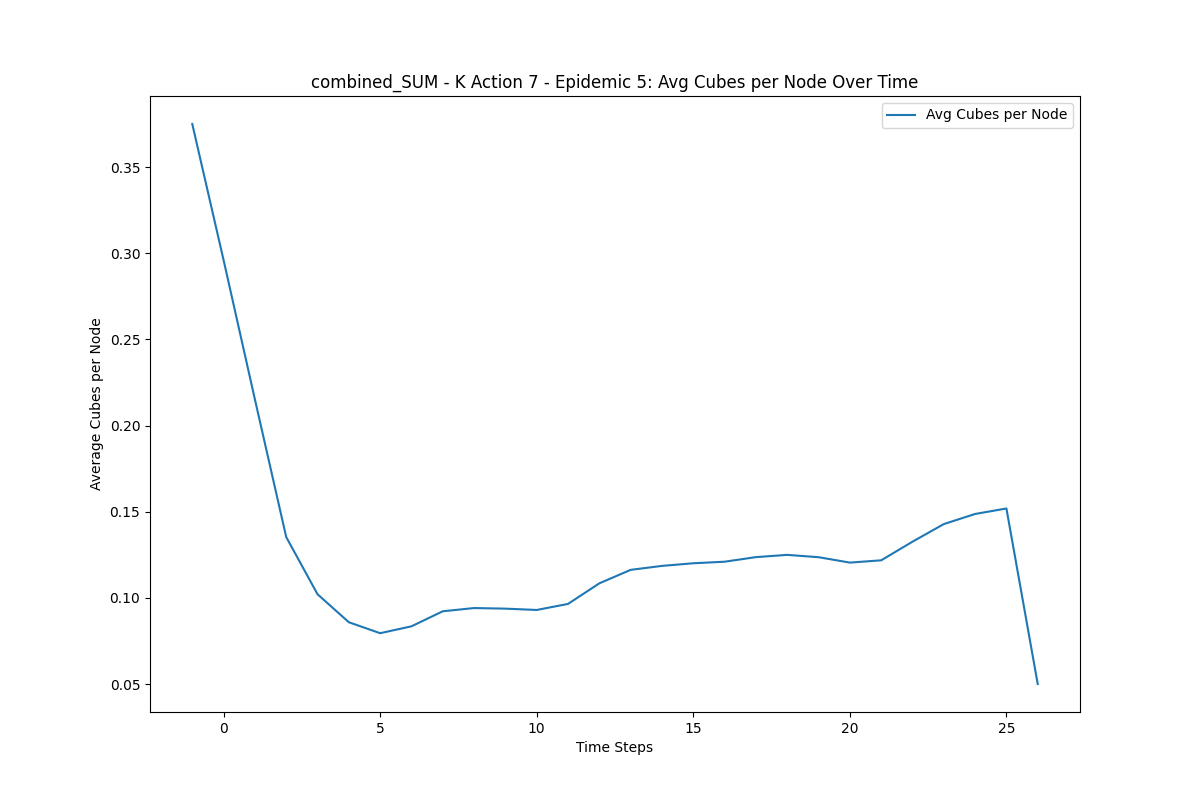 combined_SUM - K Action 7 - Epidemic 5: Avg Cubes per Node Over Time
Avg Cubes per Node
Average Cubes per Node
0.35
0.30
0.25
0.20
0.15
0.10
0.05
0 5 10 15 20 25
Time Steps